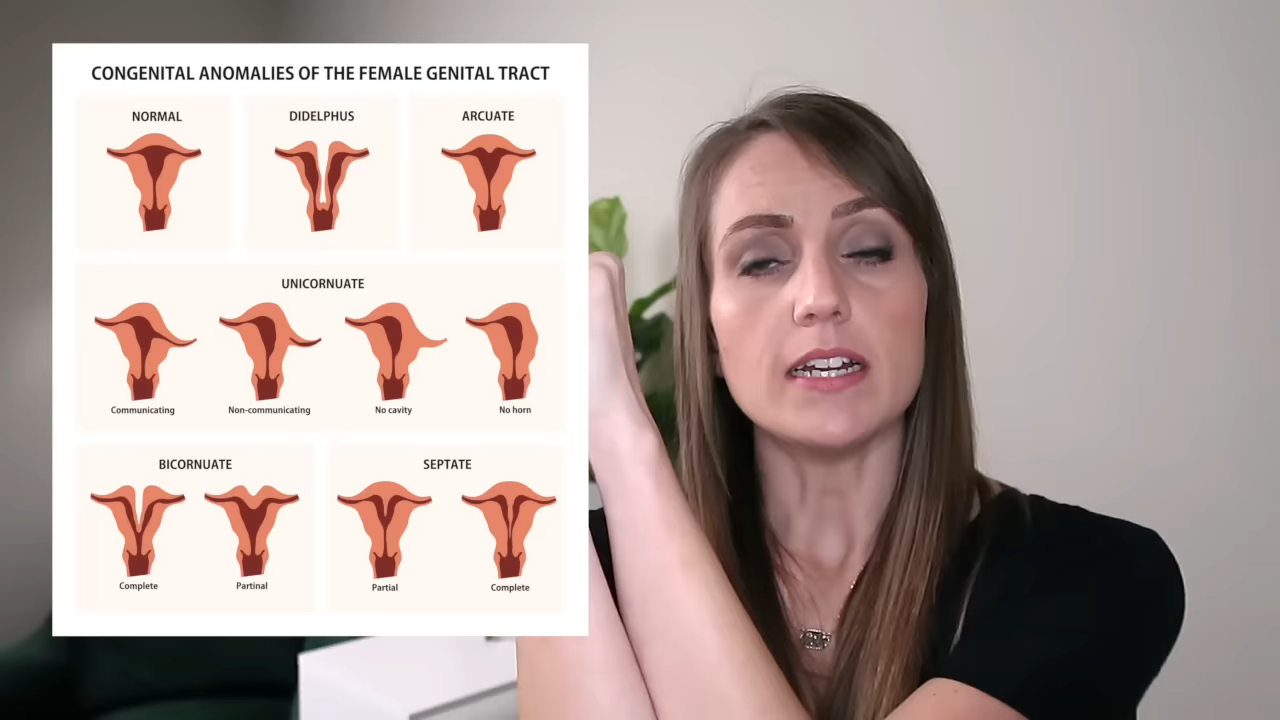 CONGENITAL ANOMALIES OF THE FEMALE GENITAL TRACT
NORMAL
DIDELPHUS
ARCUATE
UNICORNUATE
Communicating
Non-communicating
No cavity
No horn
BICORNUATE
SEPTATE
Complete
Partinal
Partial
Complete